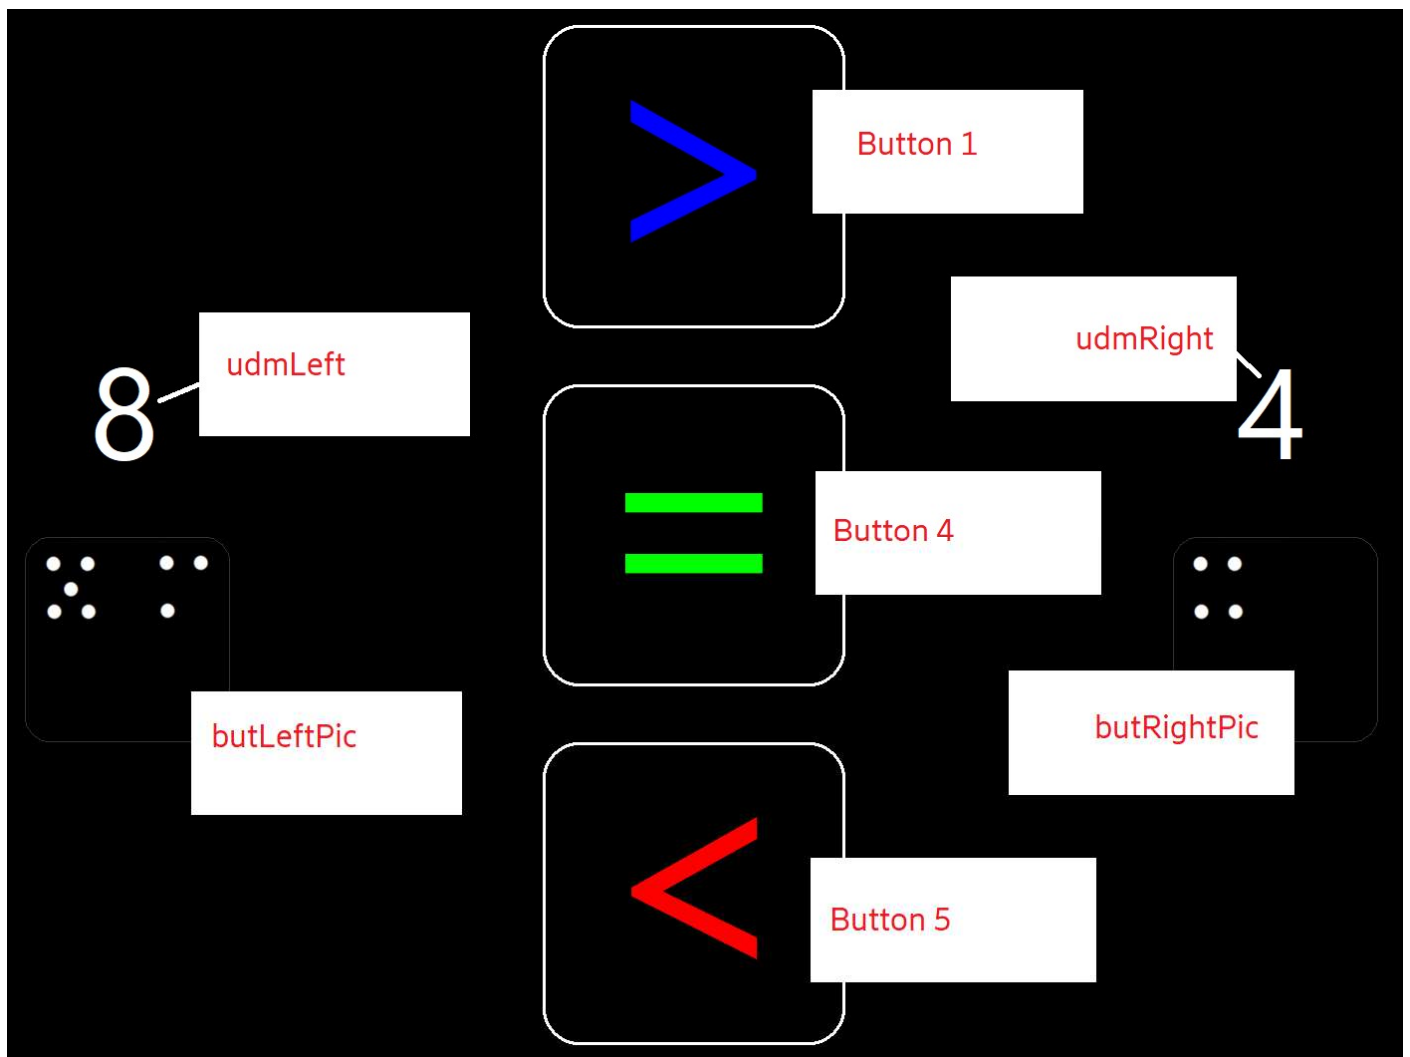 >
Button 1
udmLeft
udmRight
8
4
=
Button 4
butLeftPic
butRightPic
<
Button 5